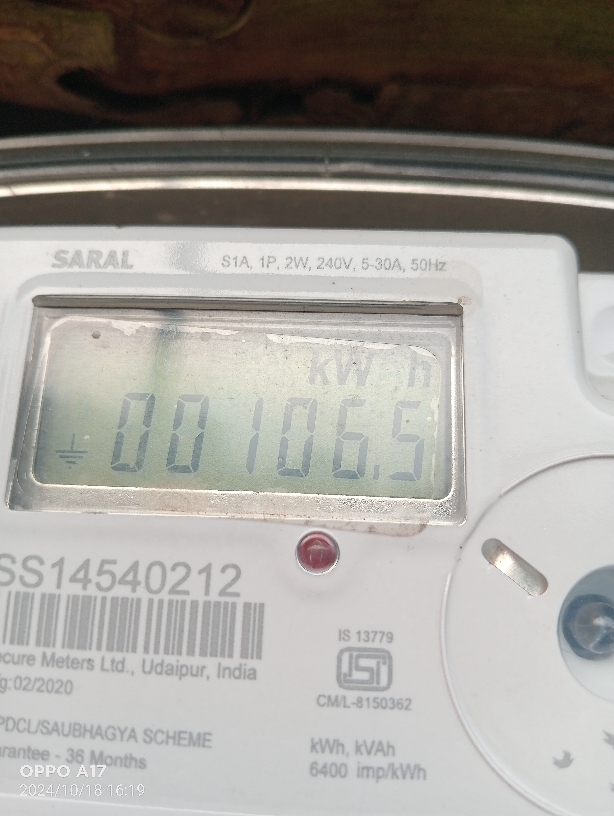 SARAL
S1A, 1P, 2W, 240V, 5-30A, 50Hz
kWh
00106.5
SS14540212
ecure Meters Ltd., Udaipur, India
g:02/2020
IS 13779
ISI
CM/L-8150362
PDCL/SAUBHAGYA SCHEME
arantee - 36 Months
kWh, kVAh
6400 imp/kWh
OPPO A17
2024/10/18 16:19